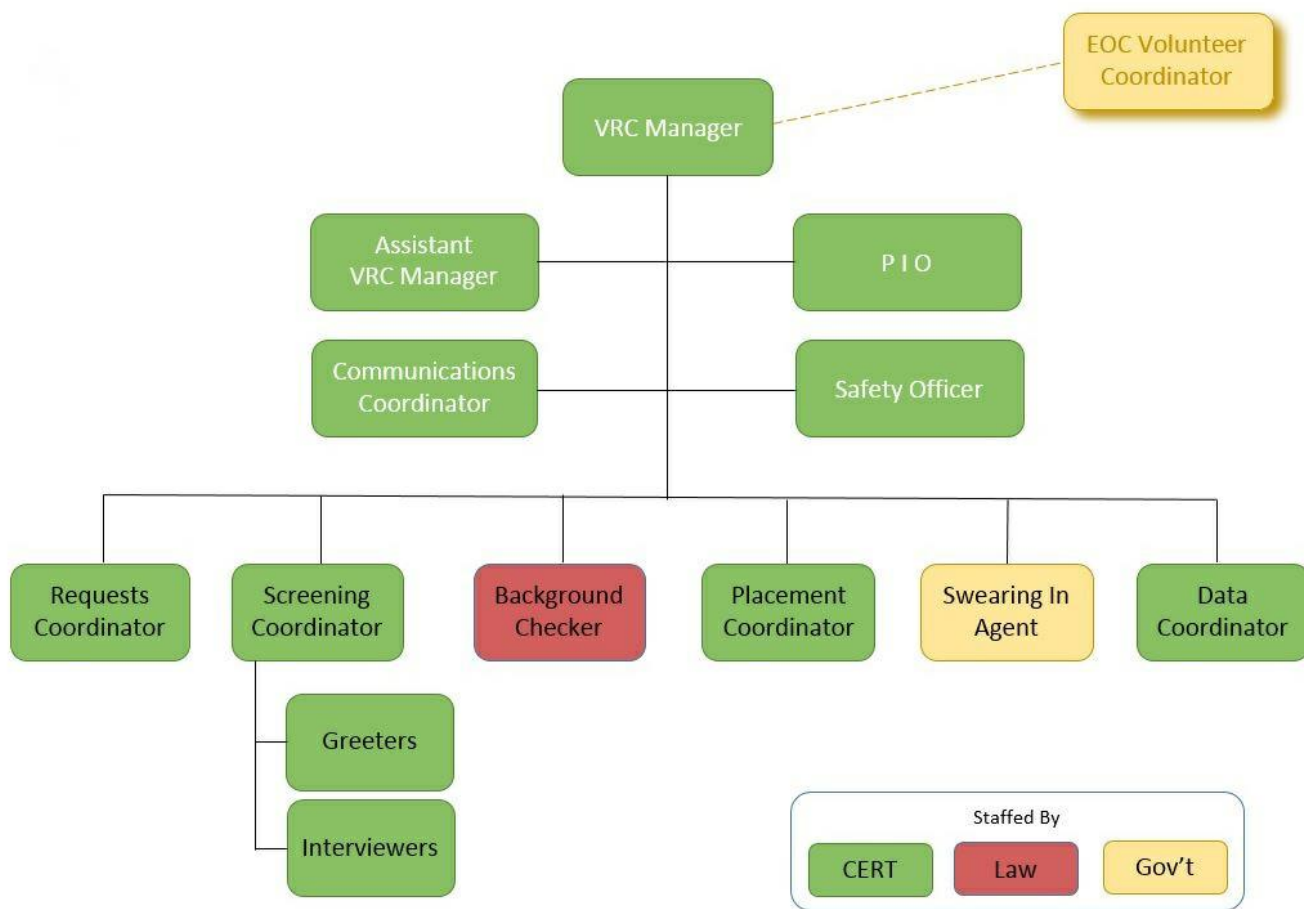 EOC Volunteer
Coordinator
VRC Manager
Assistant
VRC Manager
P I O
Communications
Coordinator
Safety Officer
Requests
Coordinator
Screening
Coordinator
Background
Checker
Placement
Coordinator
Swearing In
Agent
Data
Coordinator
Greeters
Interviewers
Staffed By
CERT
Law
Gov’t